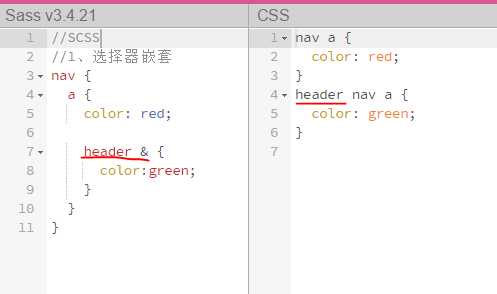 Sass v3.4.21
1 //SCSS
2 //1、选择器嵌套
3 nav {
4 a {
5 color: red;
6
7 header & {
8 color:green;
9 }
10 }
11 }
CSS
1 nav a {
2 color: red;
3 }
4 header nav a {
5 color: green;
6 }
7